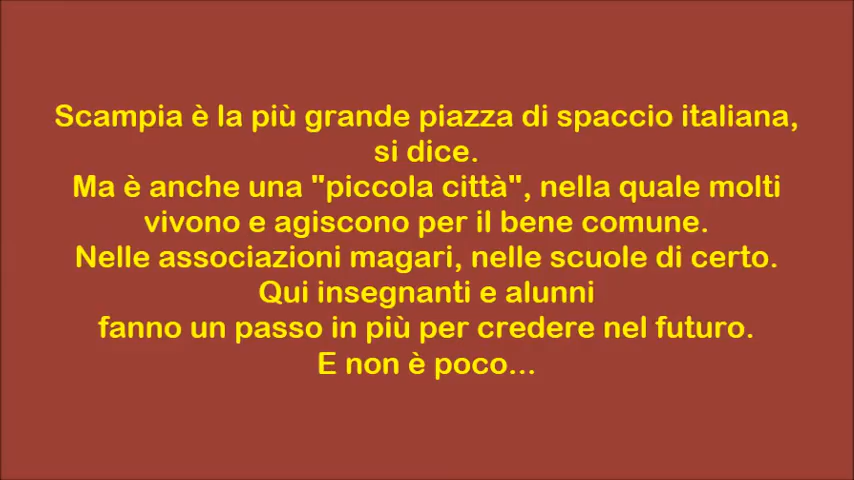 Scampia è la più grande piazza di spaccio italiana,
si dice.
Ma è anche una "piccola città", nella quale molti
vivono e agiscono per il bene comune.
Nelle associazioni magari, nelle scuole di certo.
Qui insegnanti e alunni
fanno un passo in più per credere nel futuro.
E non è poco...